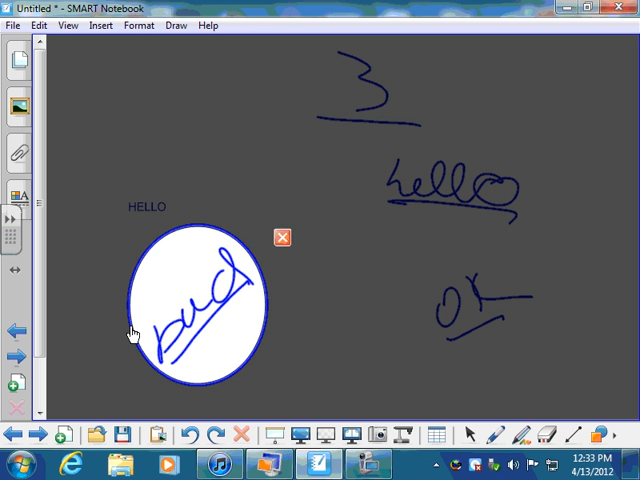 Untitled * - SMART Notebook
File Edit View Insert Format Draw Help
3
hello
HELLO
ok
12:33 PM
4/13/2012